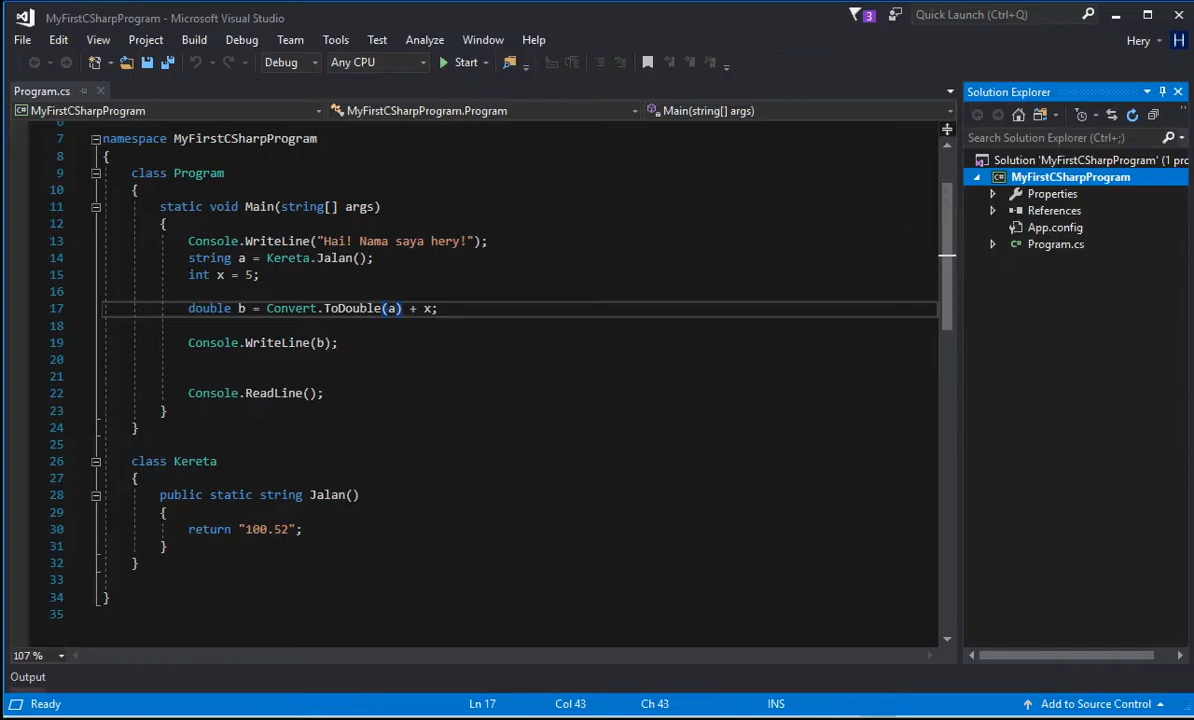 MyFirstCSharpProgram - Microsoft Visual Studio
3
Quick Launch (Ctrl+Q)
File Edit View Project Build Debug Team Tools Test Analyze Window Help
Hery H
Debug Any CPU Start
Program.cs
MyFirstCSharpProgram MyFirstCSharpProgram.Program Main(string[] args)
6
7 namespace MyFirstCSharpProgram
8 {
9 class Program
10 {
11 static void Main(string[] args)
12 {
13 Console.WriteLine("Hai! Nama saya hery!");
14 string a = Kereta.Jalan();
15 int x = 5;
16
17 double b = Convert.ToDouble(a) + x;
18
19 Console.WriteLine(b);
20
21
22 Console.ReadLine();
23 }
24 }
25
26 class Kereta
27 {
28 public static string Jalan()
29 {
30 return "100.52";
31 }
32 }
33
34 }
35
107 %
Output
Solution Explorer
Search Solution Explorer (Ctrl+;)
Solution 'MyFirstCSharpProgram' (1 pro
C# MyFirstCSharpProgram
Properties
References
App.config
C# Program.cs
Ready Ln 17 Col 43 Ch 43 INS Add to Source Control